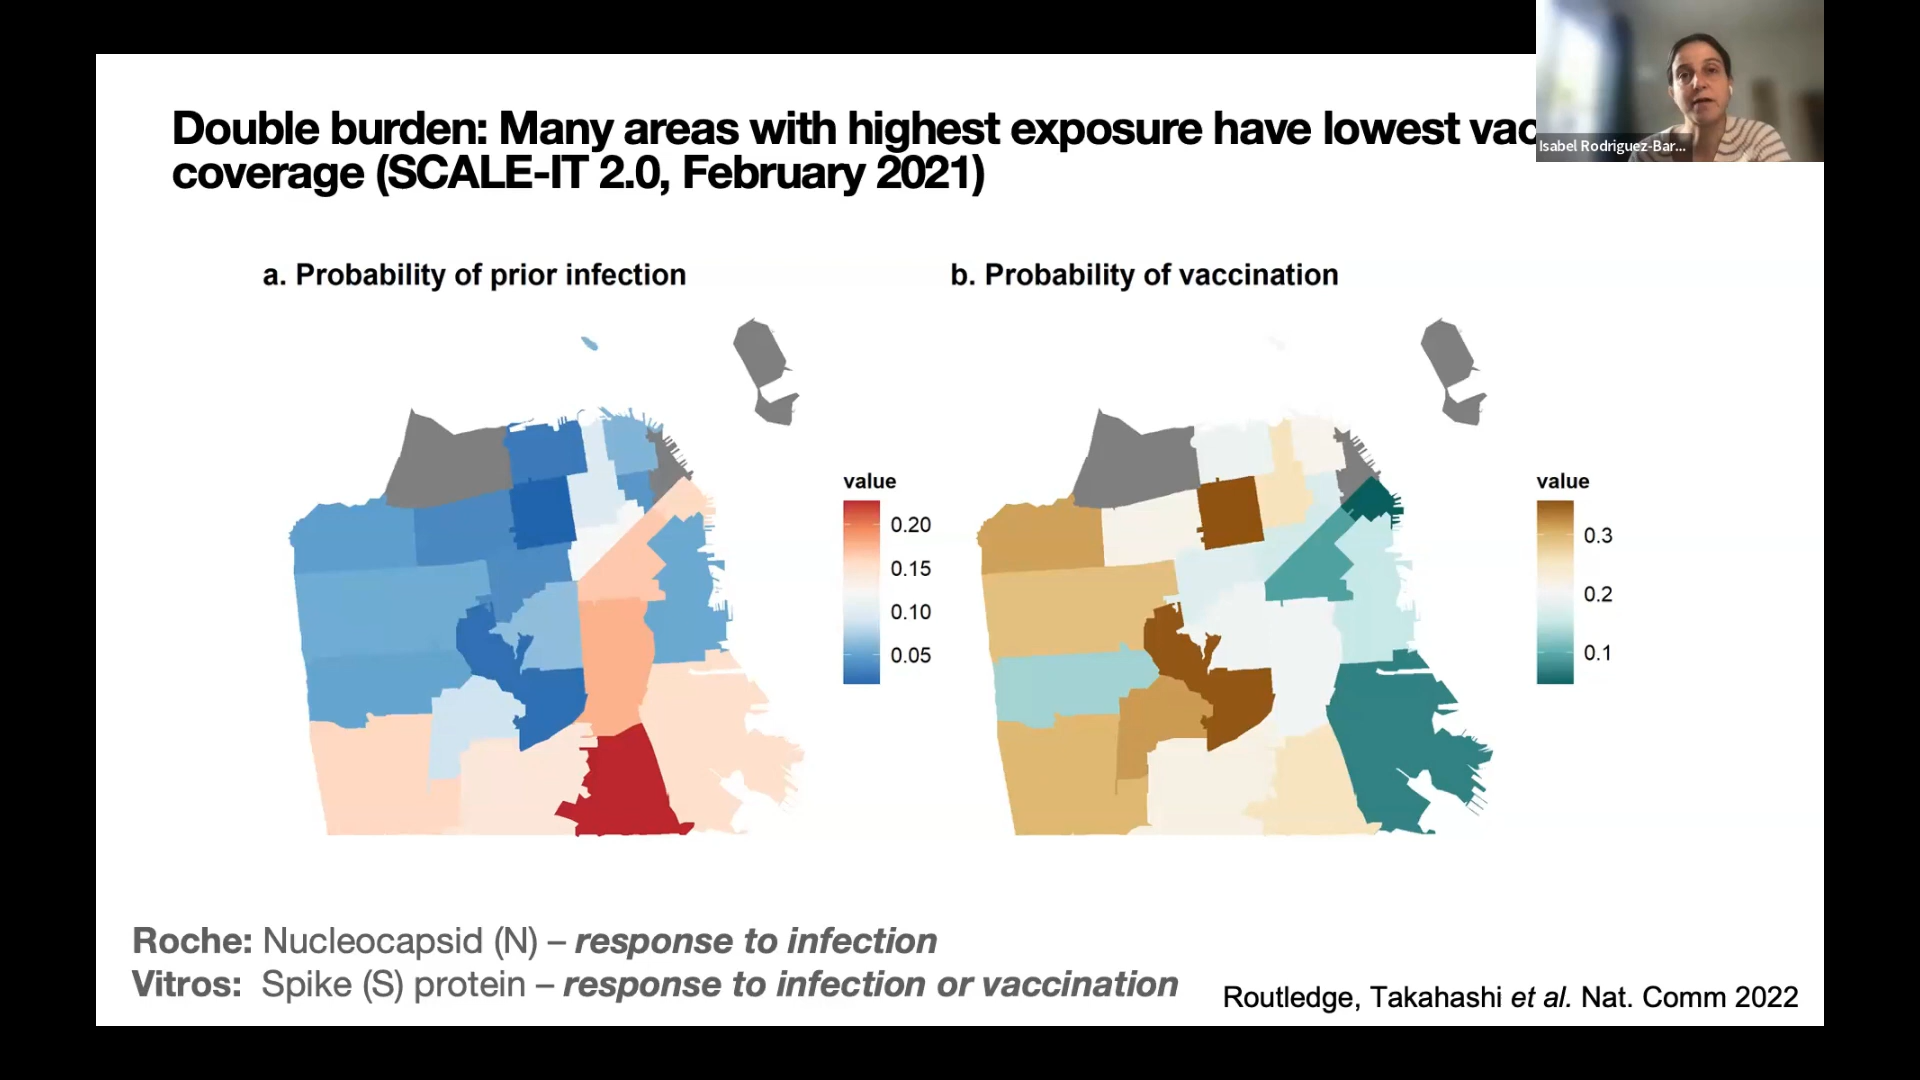 Double burden: Many areas with highest exposure have lowest vac
coverage (SCALE-IT 2.0, February 2021)
Isabel Rodriguez-Bar...
a. Probability of prior infection
b. Probability of vaccination
value
0.20
0.15
0.10
0.05
value
0.3
0.2
0.1
Roche: Nucleocapsid (N) – response to infection
Vitros: Spike (S) protein – response to infection or vaccination
Routledge, Takahashi et al. Nat. Comm 2022